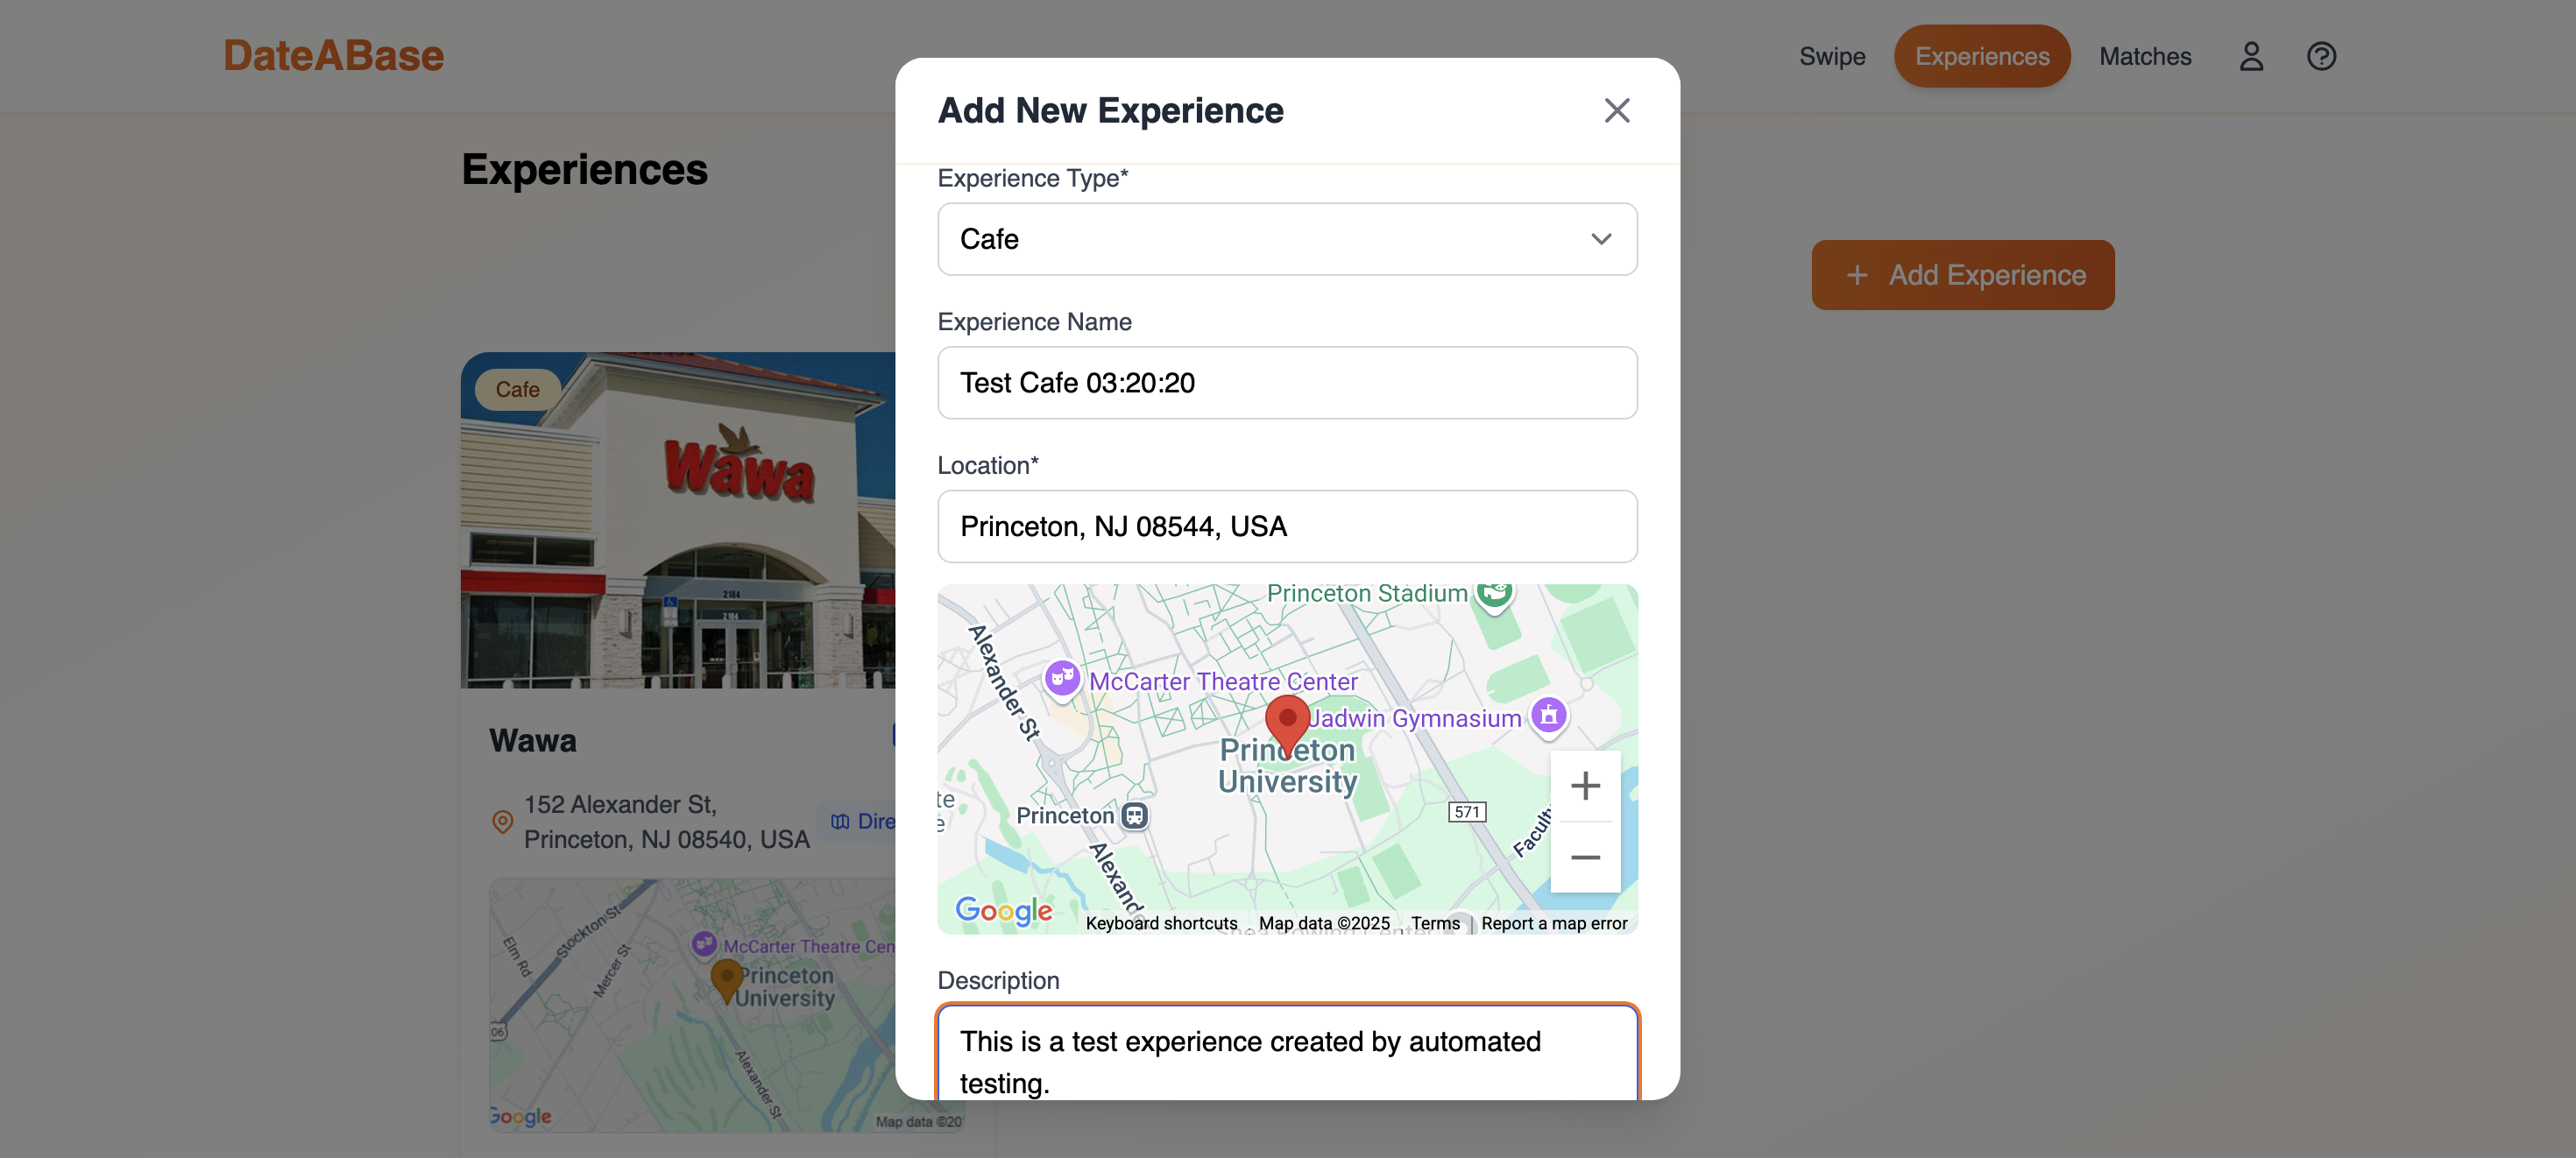 DateABase
Swipe
Experiences
Matches
Experiences
+ Add Experience
Cafe
Wawa
2184
2184
Wawa
152 Alexander St,
Princeton, NJ 08540, USA
Dire
Elm Rd
Stockton St
Mercer St
McCarter Theatre Cen
Princeton
University
Alexander St
Google
Map data ©20
Add New Experience
Experience Type*
Cafe
Experience Name
Test Cafe 03:20:20
Location*
Princeton, NJ 08544, USA
Princeton Stadium
Alexander St
McCarter Theatre Center
Jadwin Gymnasium
Princeton
University
Princeton
571
Faculty
Alexand
Google
Keyboard shortcuts
Map data ©2025
Terms
Report a map error
Description
This is a test experience created by automated
testing.